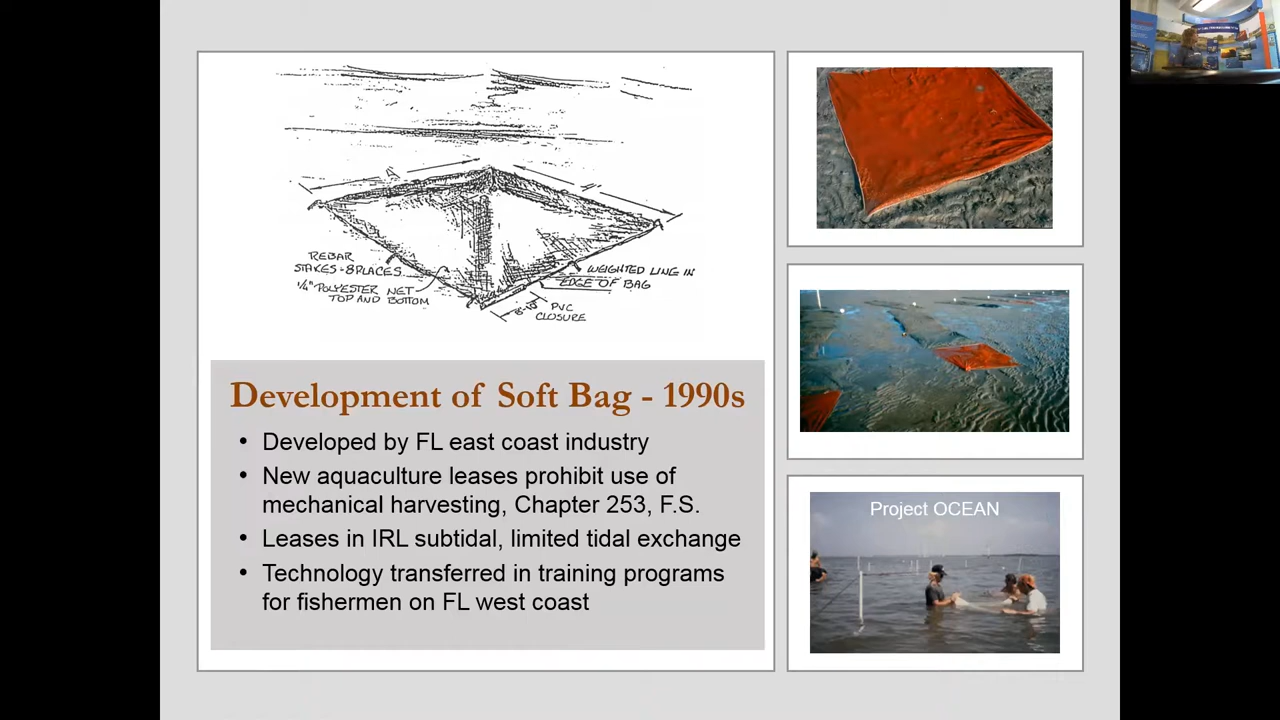 REBAR
STAKES-8 PLACES
1/4" POLYESTER NET
TOP AND BOTTOM
WEIGHTED LINE IN
EDGE OF BAG
PVC
CLOSURE
Development of Soft Bag - 1990s
• Developed by FL east coast industry
• New aquaculture leases prohibit use of
mechanical harvesting, Chapter 253, F.S.
• Leases in IRL subtidal, limited tidal exchange
• Technology transferred in training programs
for fishermen on FL west coast
Project OCEAN